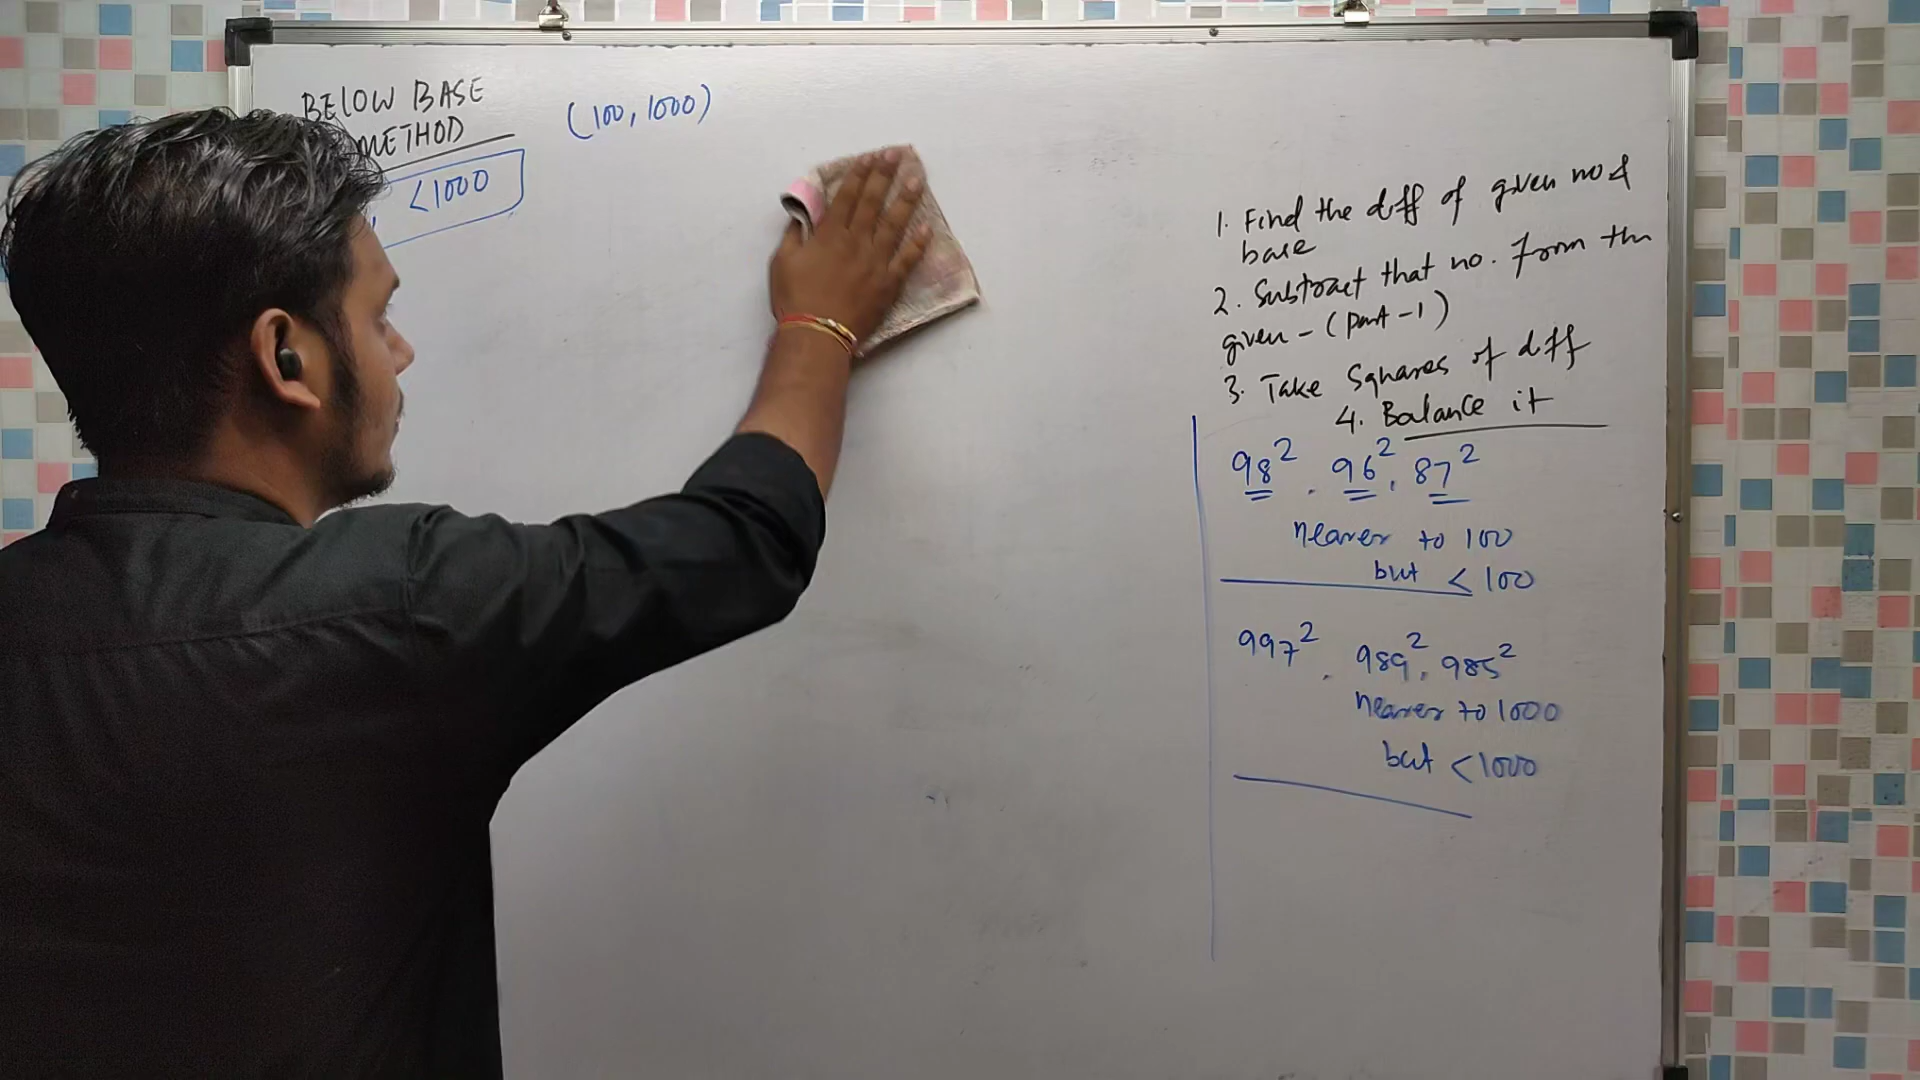 BELOW BASE
METHOD
(100, 1000)
, <1000
1. Find the diff of given no &
base
2. Subtract that no. from the
given - (part - 1)
3. Take Squares of diff
4. Balance it
98², 96², 87²
nearer to 100
but < 100
997², 989², 985²
nearer to 1000
but < 1000